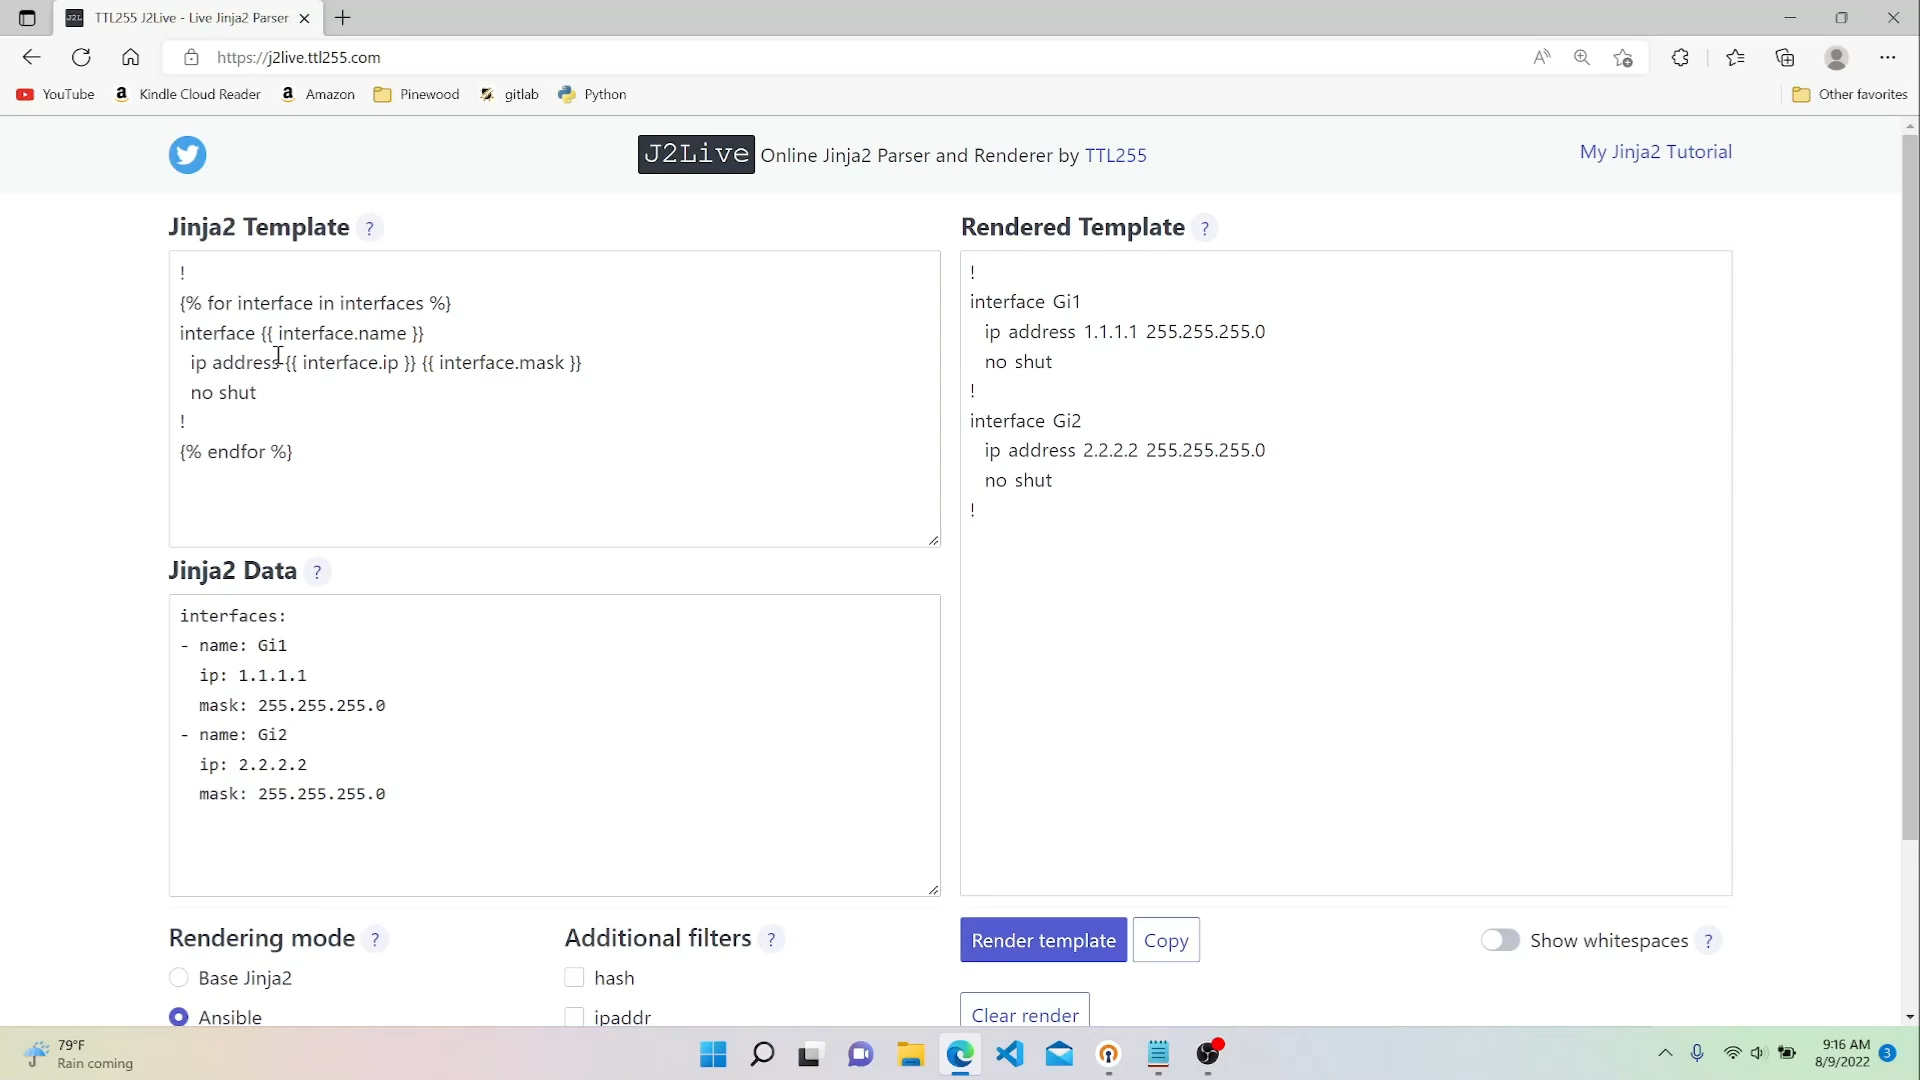 J2L TTL255 J2Live - Live Jinja2 Parser
https://j2live.ttl255.com
YouTube Kindle Cloud Reader Amazon Pinewood gitlab Python Other favorites
J2Live Online Jinja2 Parser and Renderer by TTL255
My Jinja2 Tutorial
Jinja2 Template ?
!
{% for interface in interfaces %}
interface {{ interface.name }}
  ip address {{ interface.ip }} {{ interface.mask }}
  no shut
!
{% endfor %}
Jinja2 Data ?
interfaces:
- name: Gi1
  ip: 1.1.1.1
  mask: 255.255.255.0
- name: Gi2
  ip: 2.2.2.2
  mask: 255.255.255.0
Rendered Template ?
!
interface Gi1
  ip address 1.1.1.1 255.255.255.0
  no shut
!
interface Gi2
  ip address 2.2.2.2 255.255.255.0
  no shut
!
Rendering mode ?
Base Jinja2
Ansible
Additional filters ?
hash
ipaddr
Render template Copy
Show whitespaces ?
Clear render
79°F
Rain coming
9:16 AM
8/9/2022 3